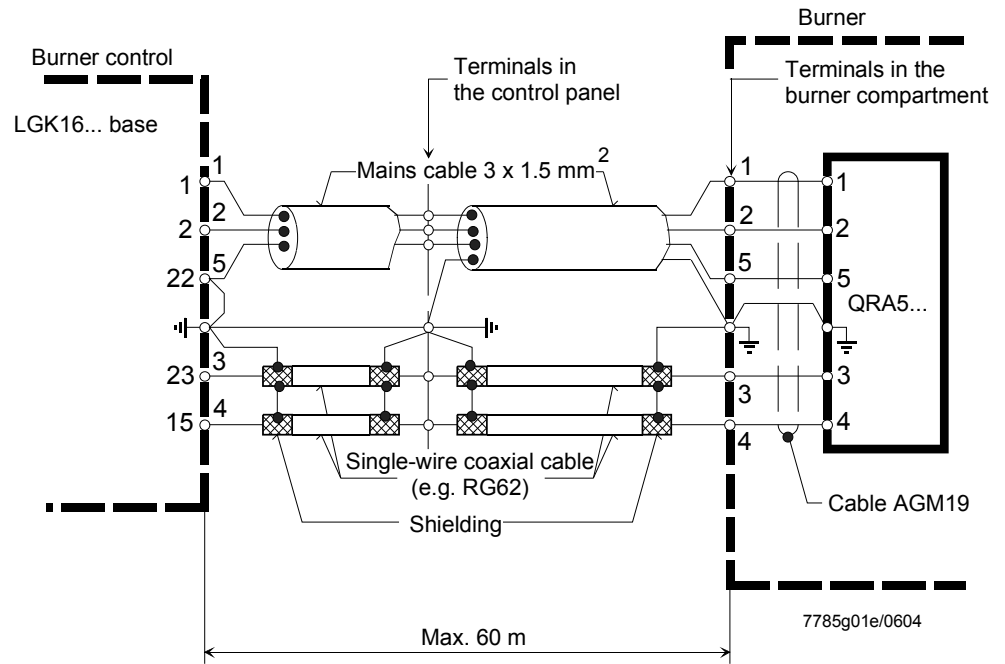 Burner
Burner control
Terminals in
the control panel
Terminals in the
burner compartment
LGK16... base
Mains cable 3 x 1.5 mm 2
1 1 1 1
2 2 2 2
22 5 5 5
QRA5...
23 3 3 3
15 4 4 4
Single-wire coaxial cable
(e.g. RG62)
Shielding
Cable AGM19
Max. 60 m
7785g01e/0604